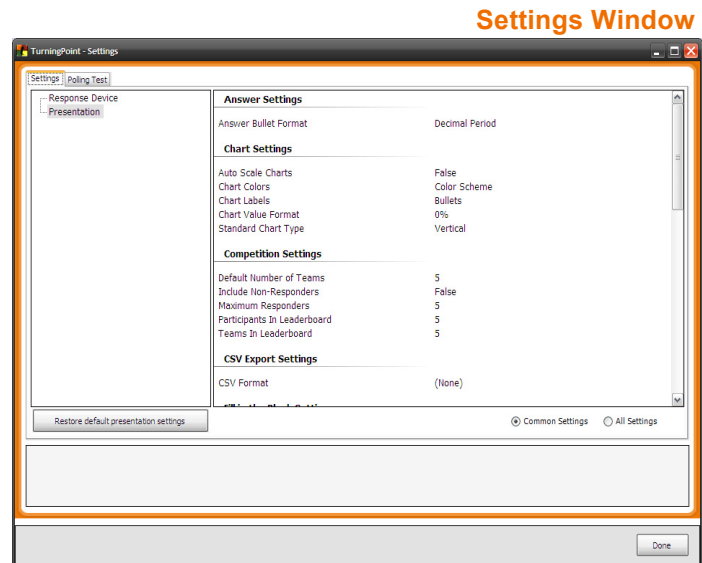 Settings Window
TurningPoint - Settings
Settings
Polling Test
Response Device
Presentation
Answer Settings
Answer Bullet Format Decimal Period
Chart Settings
Auto Scale Charts False
Chart Colors Color Scheme
Chart Labels Bullets
Chart Value Format 0%
Standard Chart Type Vertical
Competition Settings
Default Number of Teams 5
Include Non-Responders False
Maximum Responders 5
Participants In Leaderboard 5
Teams In Leaderboard 5
CSV Export Settings
CSV Format (None)
Restore default presentation settings
Common Settings
All Settings
Done